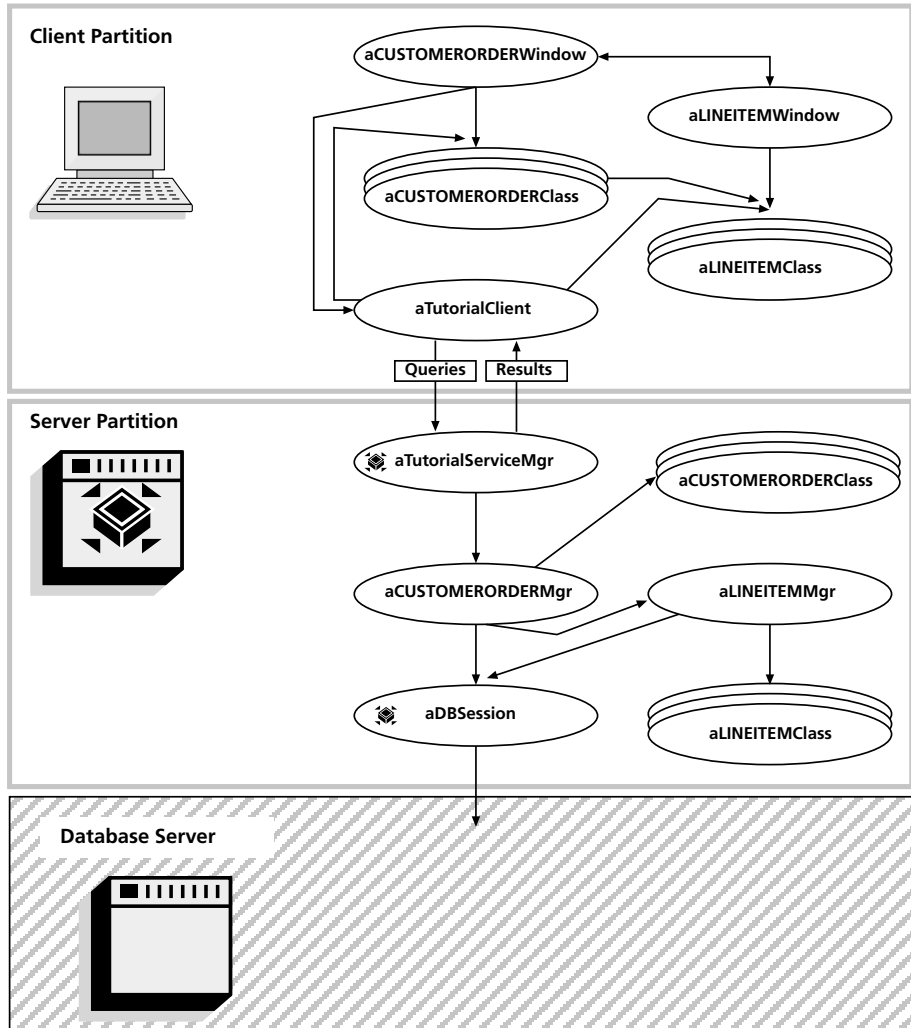 Client Partition
aCUSTOMERORDERWindow
aLINEITEMWindow
aCUSTOMERORDERClass
aLINEITEMClass
aTutorialClient
Queries
Results
Server Partition
aTutorialServiceMgr
aCUSTOMERORDERClass
aCUSTOMERORDERMgr
aLINEITEMMgr
aDBSession
aLINEITEMClass
Database Server